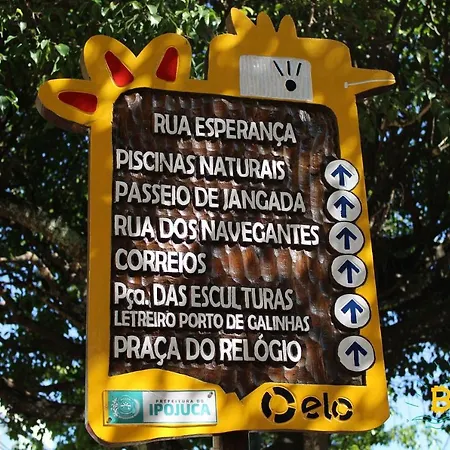 RUA ESPERANÇA
PISCINAS NATURAIS
PASSEIO DE JANGADA
RUA DOS NAVEGANTES
CORREIOS
Pça. DAS ESCULTURAS
LETREIRO PORTO DE GALINHAS
PRAÇA DO RELÓGIO
PREFEITURA DO
IPOJUCA
elo
B